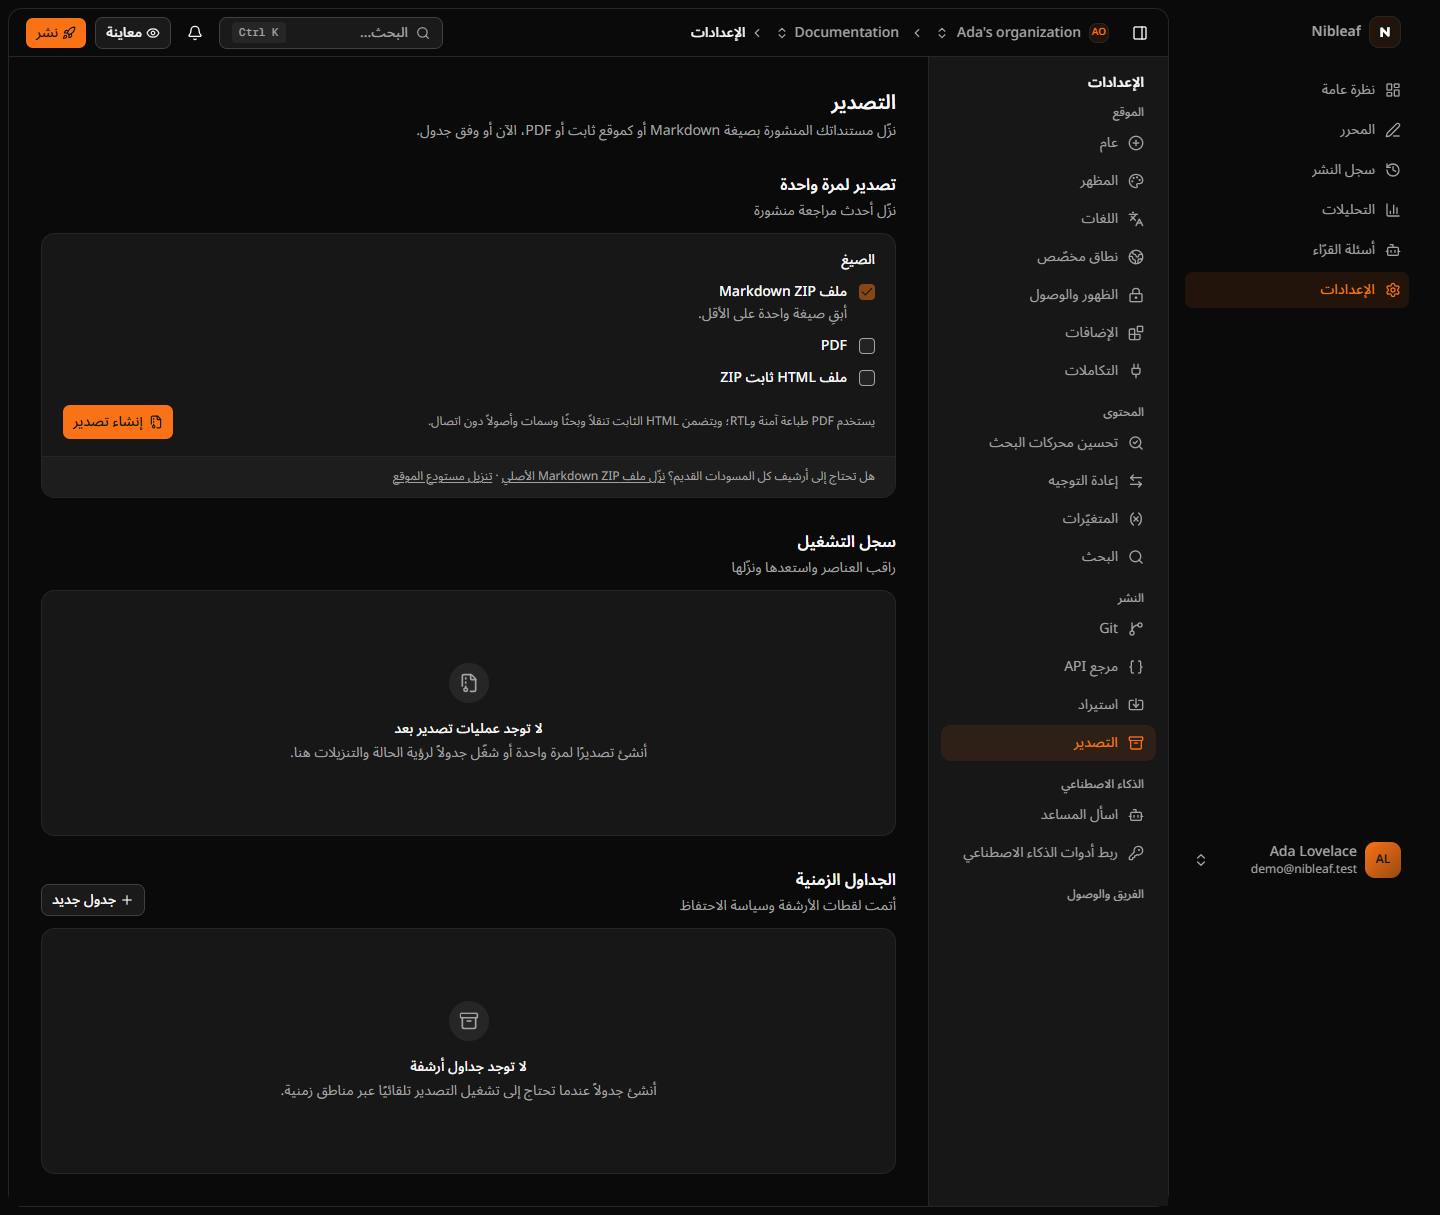 Nibleaf
نظرة عامة
المحرر
سجل النشر
التحليلات
أسئلة القرّاء
الإعدادات
Ada Lovelace
demo@nibleaf.test
AL
AO Ada's organization
Documentation
الإعدادات
البحث...
Ctrl K
معاينة
نشر
الإعدادات
الموقع
عام
المظهر
اللغات
نطاق مخصّص
الظهور والوصول
الإضافات
التكاملات
المحتوى
تحسين محركات البحث
إعادة التوجيه
المتغيّرات
البحث
النشر
Git
مرجع API
استيراد
التصدير
الذكاء الاصطناعي
اسأل المساعد
ربط أدوات الذكاء الاصطناعي
الفريق والوصول
التصدير
نزّل مستنداتك المنشورة بصيغة Markdown أو كموقع ثابت أو PDF، الآن أو وفق جدول.
تصدير لمرة واحدة
نزّل أحدث مراجعة منشورة
الصيغ
ملف Markdown ZIP
أبقِ صيغة واحدة على الأقل.
PDF
ملف HTML ثابت ZIP
يستخدم PDF طباعة آمنة وRTL؛ ويتضمن HTML الثابت تنقلاً وبحثًا وسمات وأصولاً دون اتصال.
إنشاء تصدير
هل تحتاج إلى أرشيف كل المسودات القديم؟ نزّل ملف Markdown ZIP الأصلي · تنزيل مستودع الموقع
سجل التشغيل
راقب العناصر واستعدها ونزّلها
لا توجد عمليات تصدير بعد
أنشئ تصديرًا لمرة واحدة أو شغّل جدولاً لرؤية الحالة والتنزيلات هنا.
الجداول الزمنية
أتمت لقطات الأرشفة وسياسة الاحتفاظ
جدول جديد
لا توجد جداول أرشفة
أنشئ جدولاً عندما تحتاج إلى تشغيل التصدير تلقائيًا عبر مناطق زمنية.